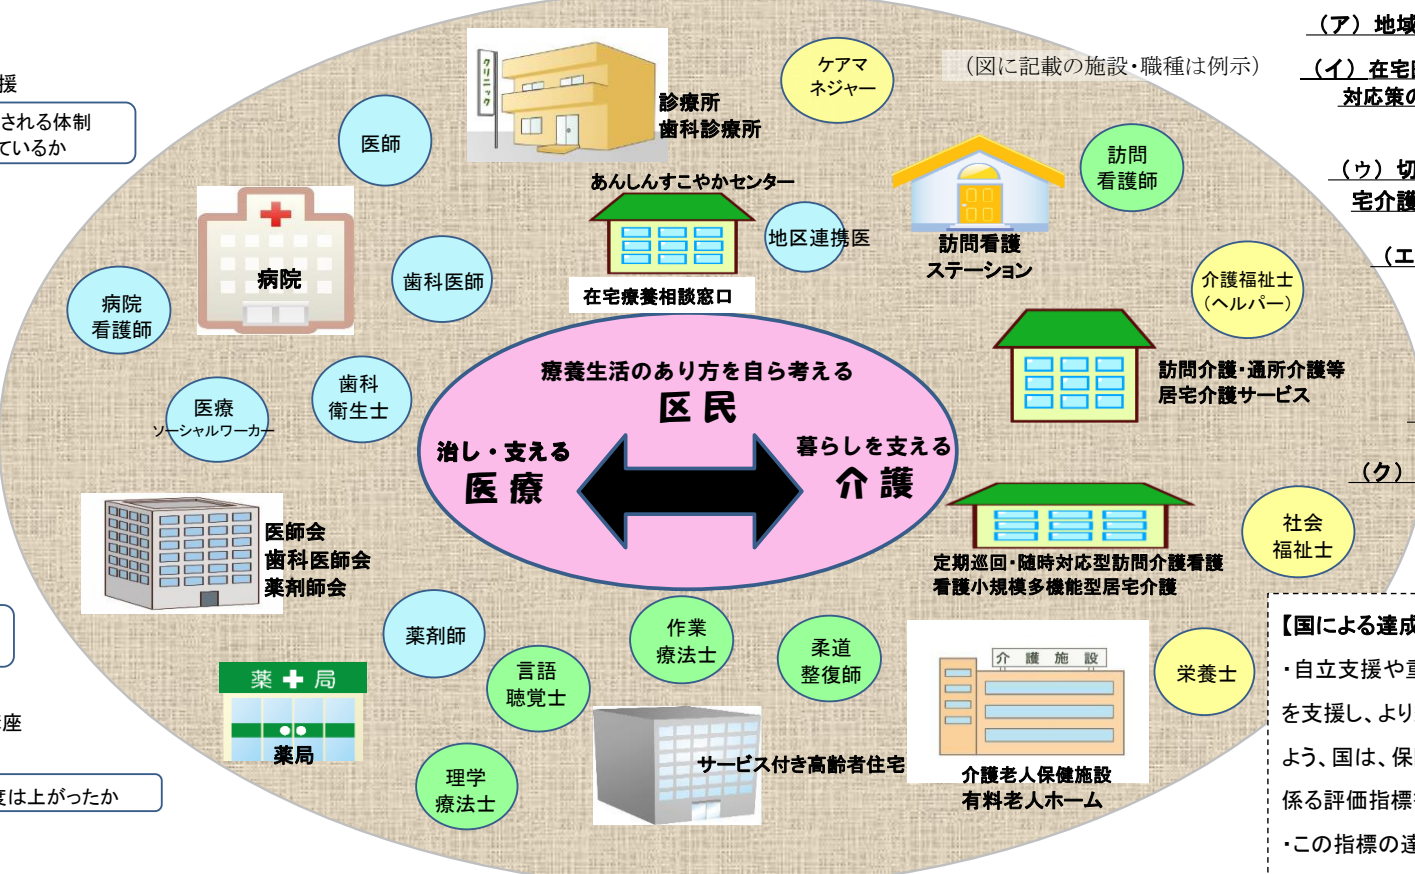 援
される体制
ているか
座
度は上がったか
(図に記載の施設・職種は例示)
クリニック
診療所
歯科診療所
ケアマ
ネジャー
医師
訪問
看護師
あんしんすこやかセンター
地区連携医
在宅療養相談窓口
訪問看護
ステーション
病院
歯科医師
病院
看護師
介護福祉士
(ヘルパー)
歯科
衛生士
医療
ソーシャルワーカー
訪問介護・通所介護等
居宅介護サービス
療養生活のあり方を自ら考える
区民
治し・支える
医療
暮らしを支える
介護
医師会
歯科医師会
薬剤師会
定期巡回・随時対応型訪問介護看護
看護小規模多機能型居宅介護
社会
福祉士
薬剤師
言語
聴覚士
作業
療法士
柔道
整復師
栄養士
薬局
薬局
理学
療法士
サービス付き高齢者住宅
介護施設
介護老人保健施設
有料老人ホーム
(ア)地域
(イ)在宅
対応策の
(ゥ)切
宅介護
(エ
(ク)
【国による達成
・自立支援や重
を支援し、より
よう、国は、保
係る評価指標
・この指標の達